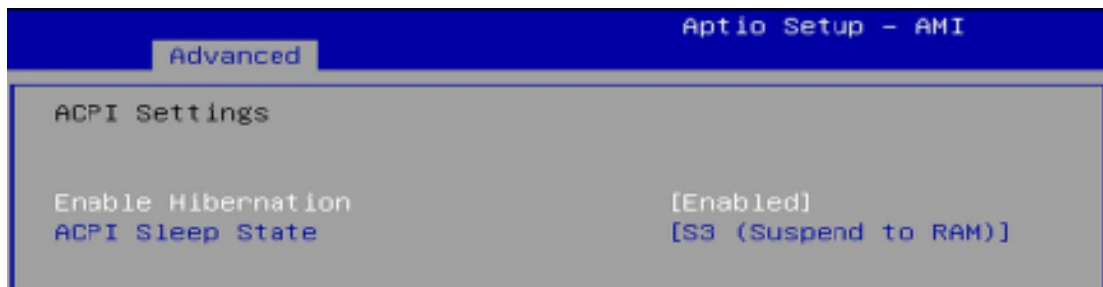 Aptio Setup – AMI
Advanced
ACPI Settings
Enable Hibernation [Enabled]
ACPI Sleep State [S3 (Suspend to RAM)]